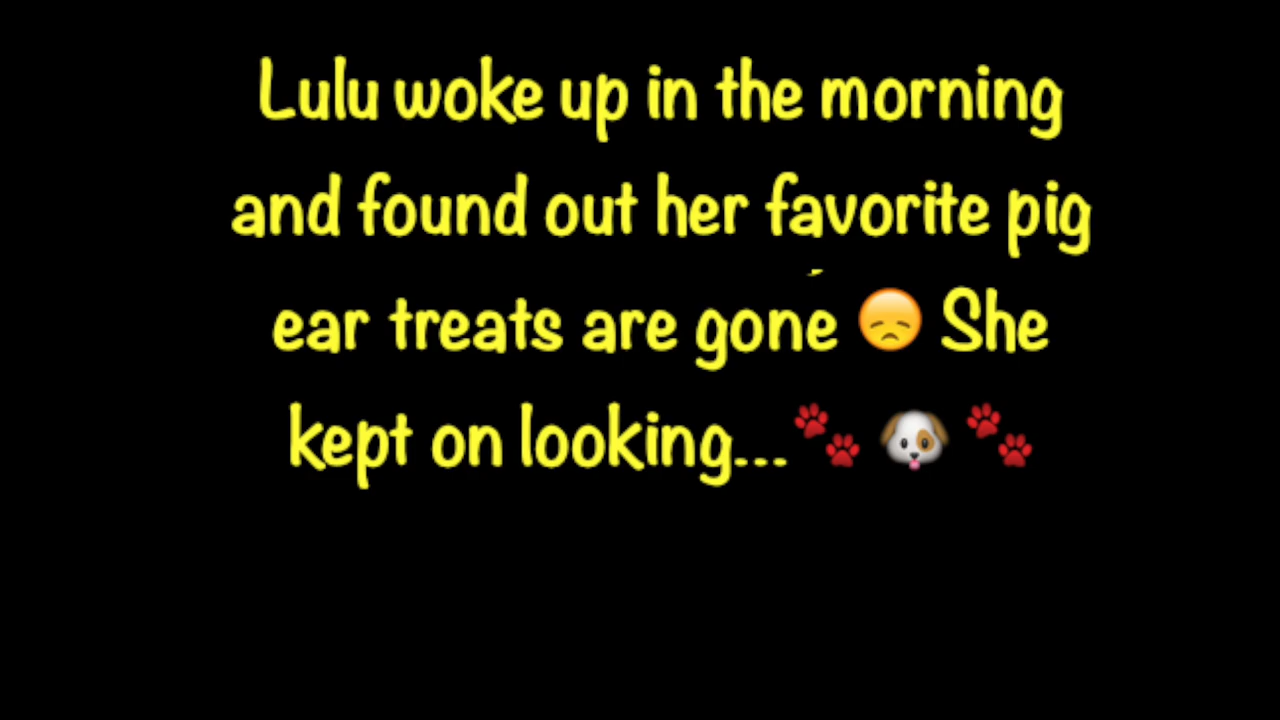 Lulu woke up in the morning
and found out her favorite pig
ear treats are gone 😞 She
kept on looking...🐾 🐶 🐾